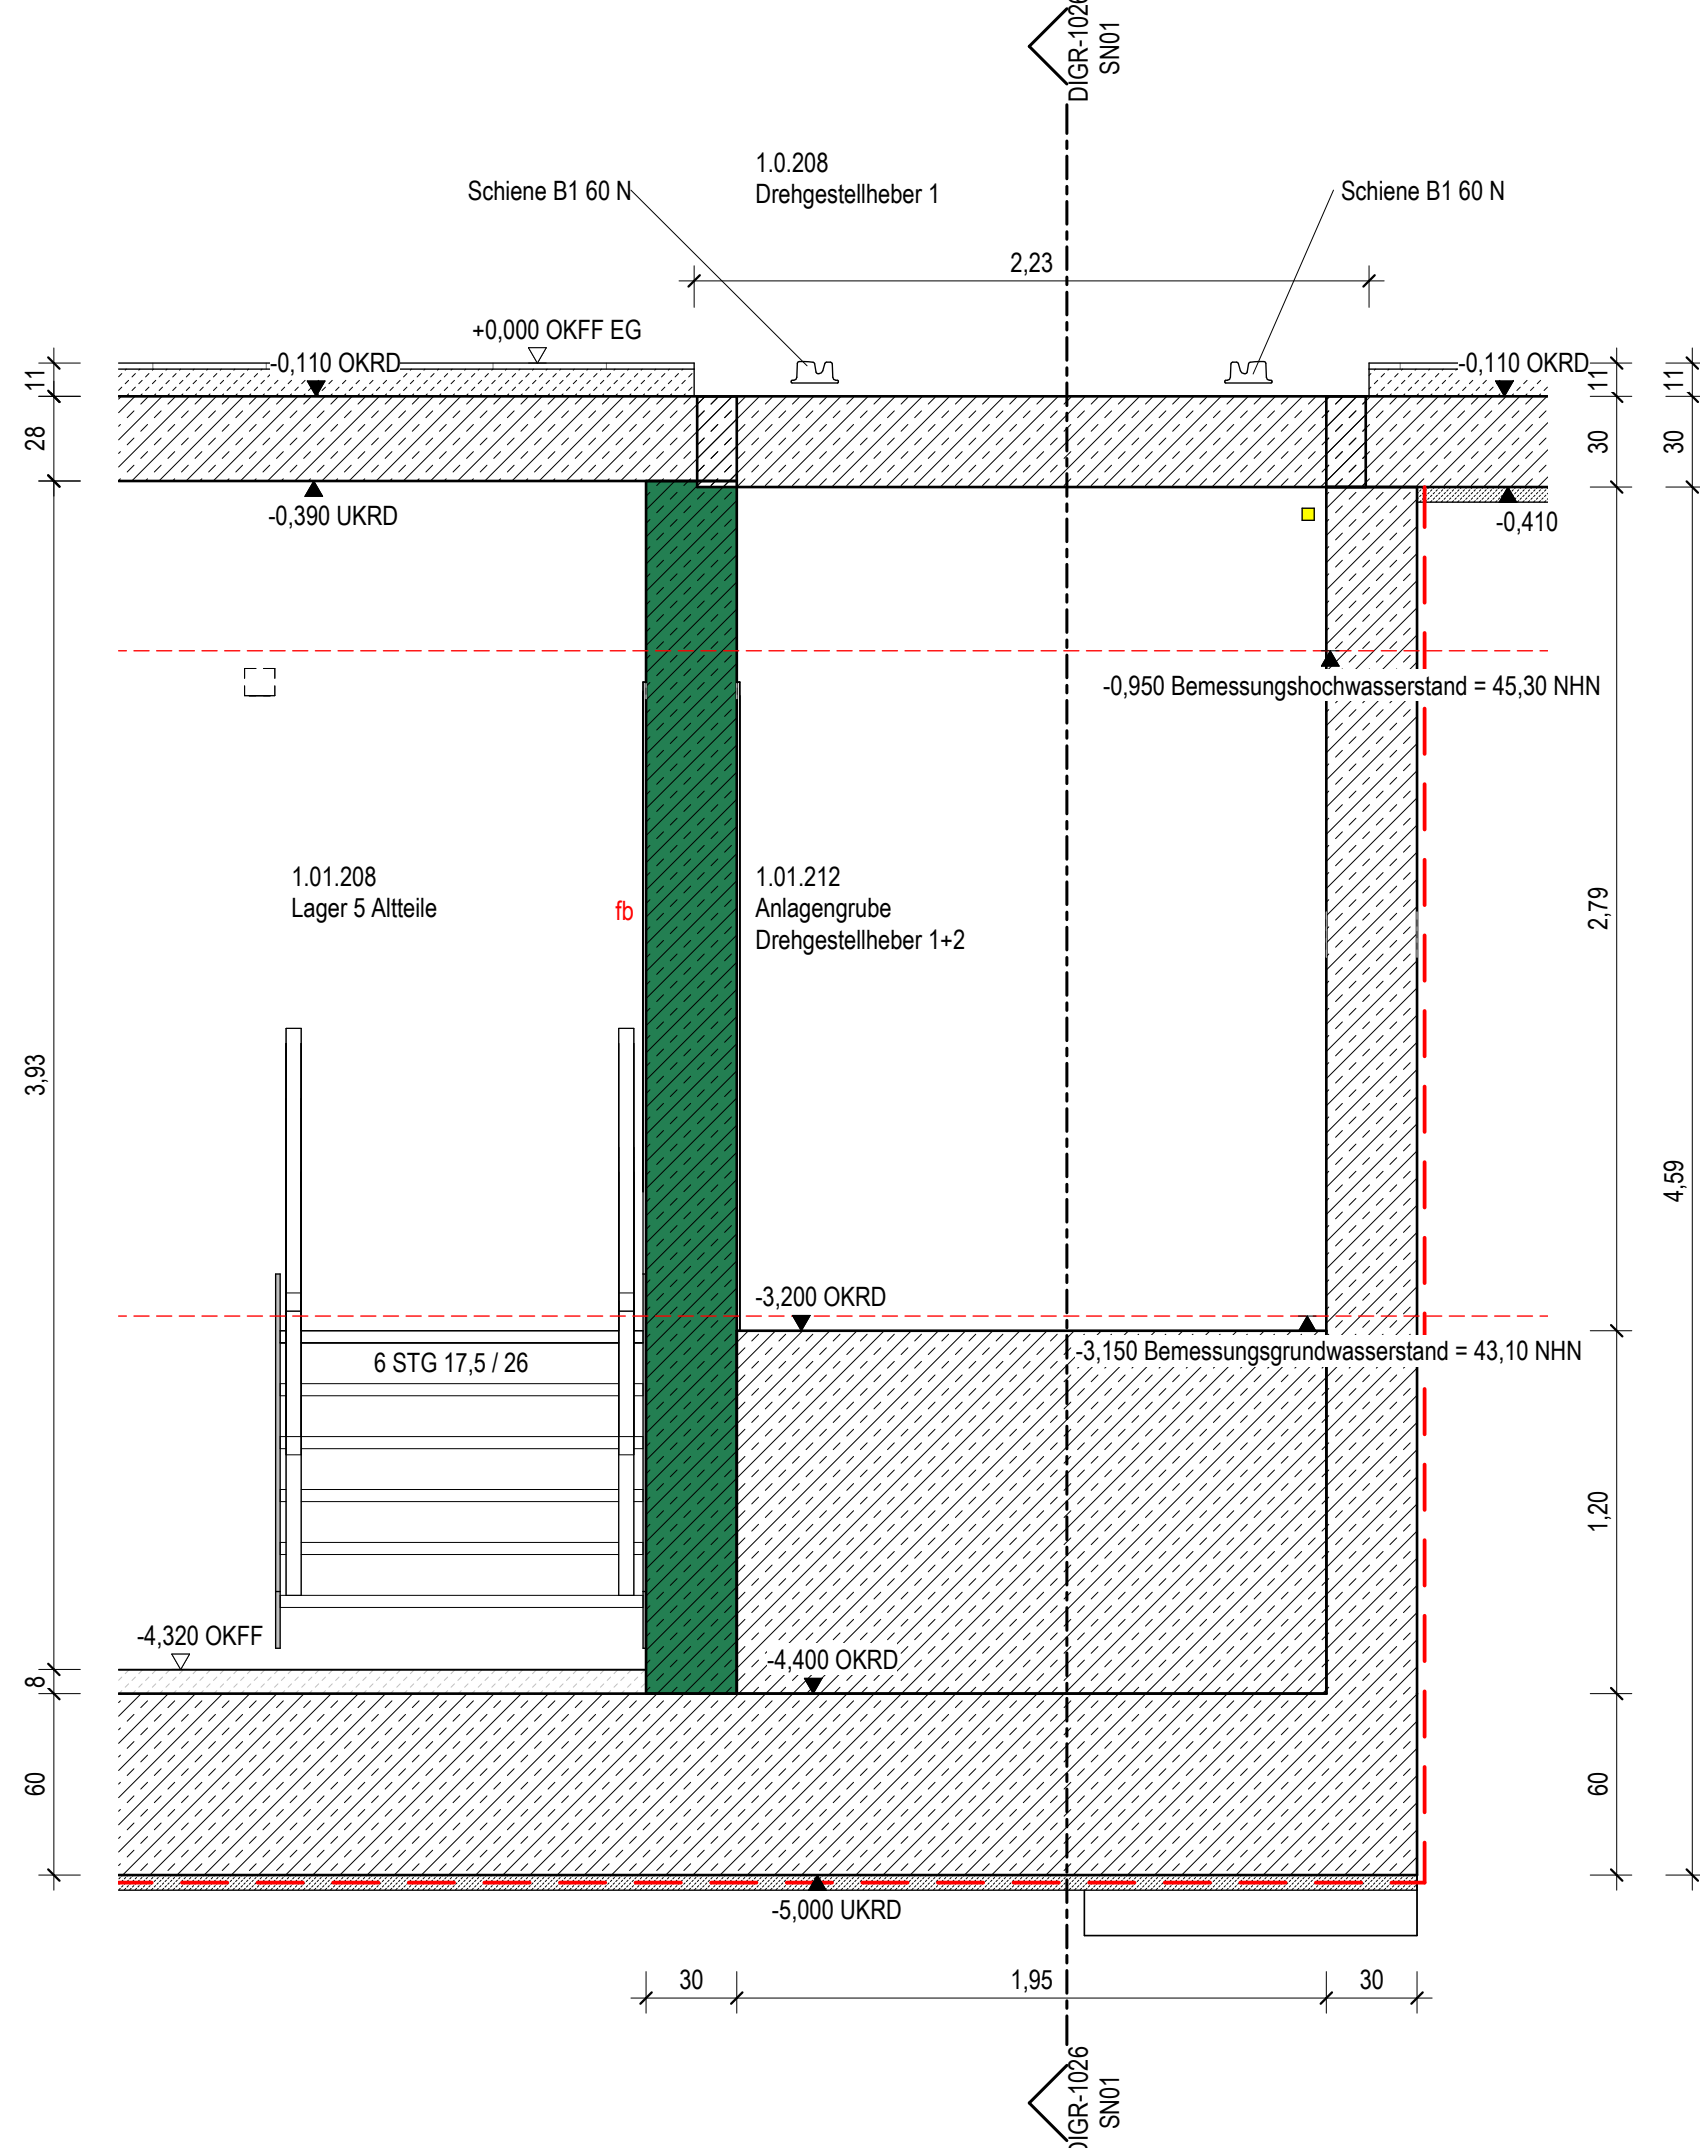 DIGR-1026
SN01
1.0.208
Drehgestellheber 1
Schiene B1 60 N
Schiene B1 60 N
2,23
+0,000 OKFF EG
-0,110 OKRD
-0,110 OKRD
11
28
11
30
11
30
-0,390 UKRD
-0,410
-0,950 Bemessungshochwasserstand = 45,30 NHN
1.01.208
Lager 5 Altteile
fb
1.01.212
Anlagengrube
Drehgestellheber 1+2
3,93
2,79
4,59
-3,200 OKRD
-3,150 Bemessungsgrundwasserstand = 43,10 NHN
6 STG 17,5 / 26
1,20
-4,320 OKFF
-4,400 OKRD
8
60
60
-5,000 UKRD
30
1,95
30
DIGR-1026
SN01